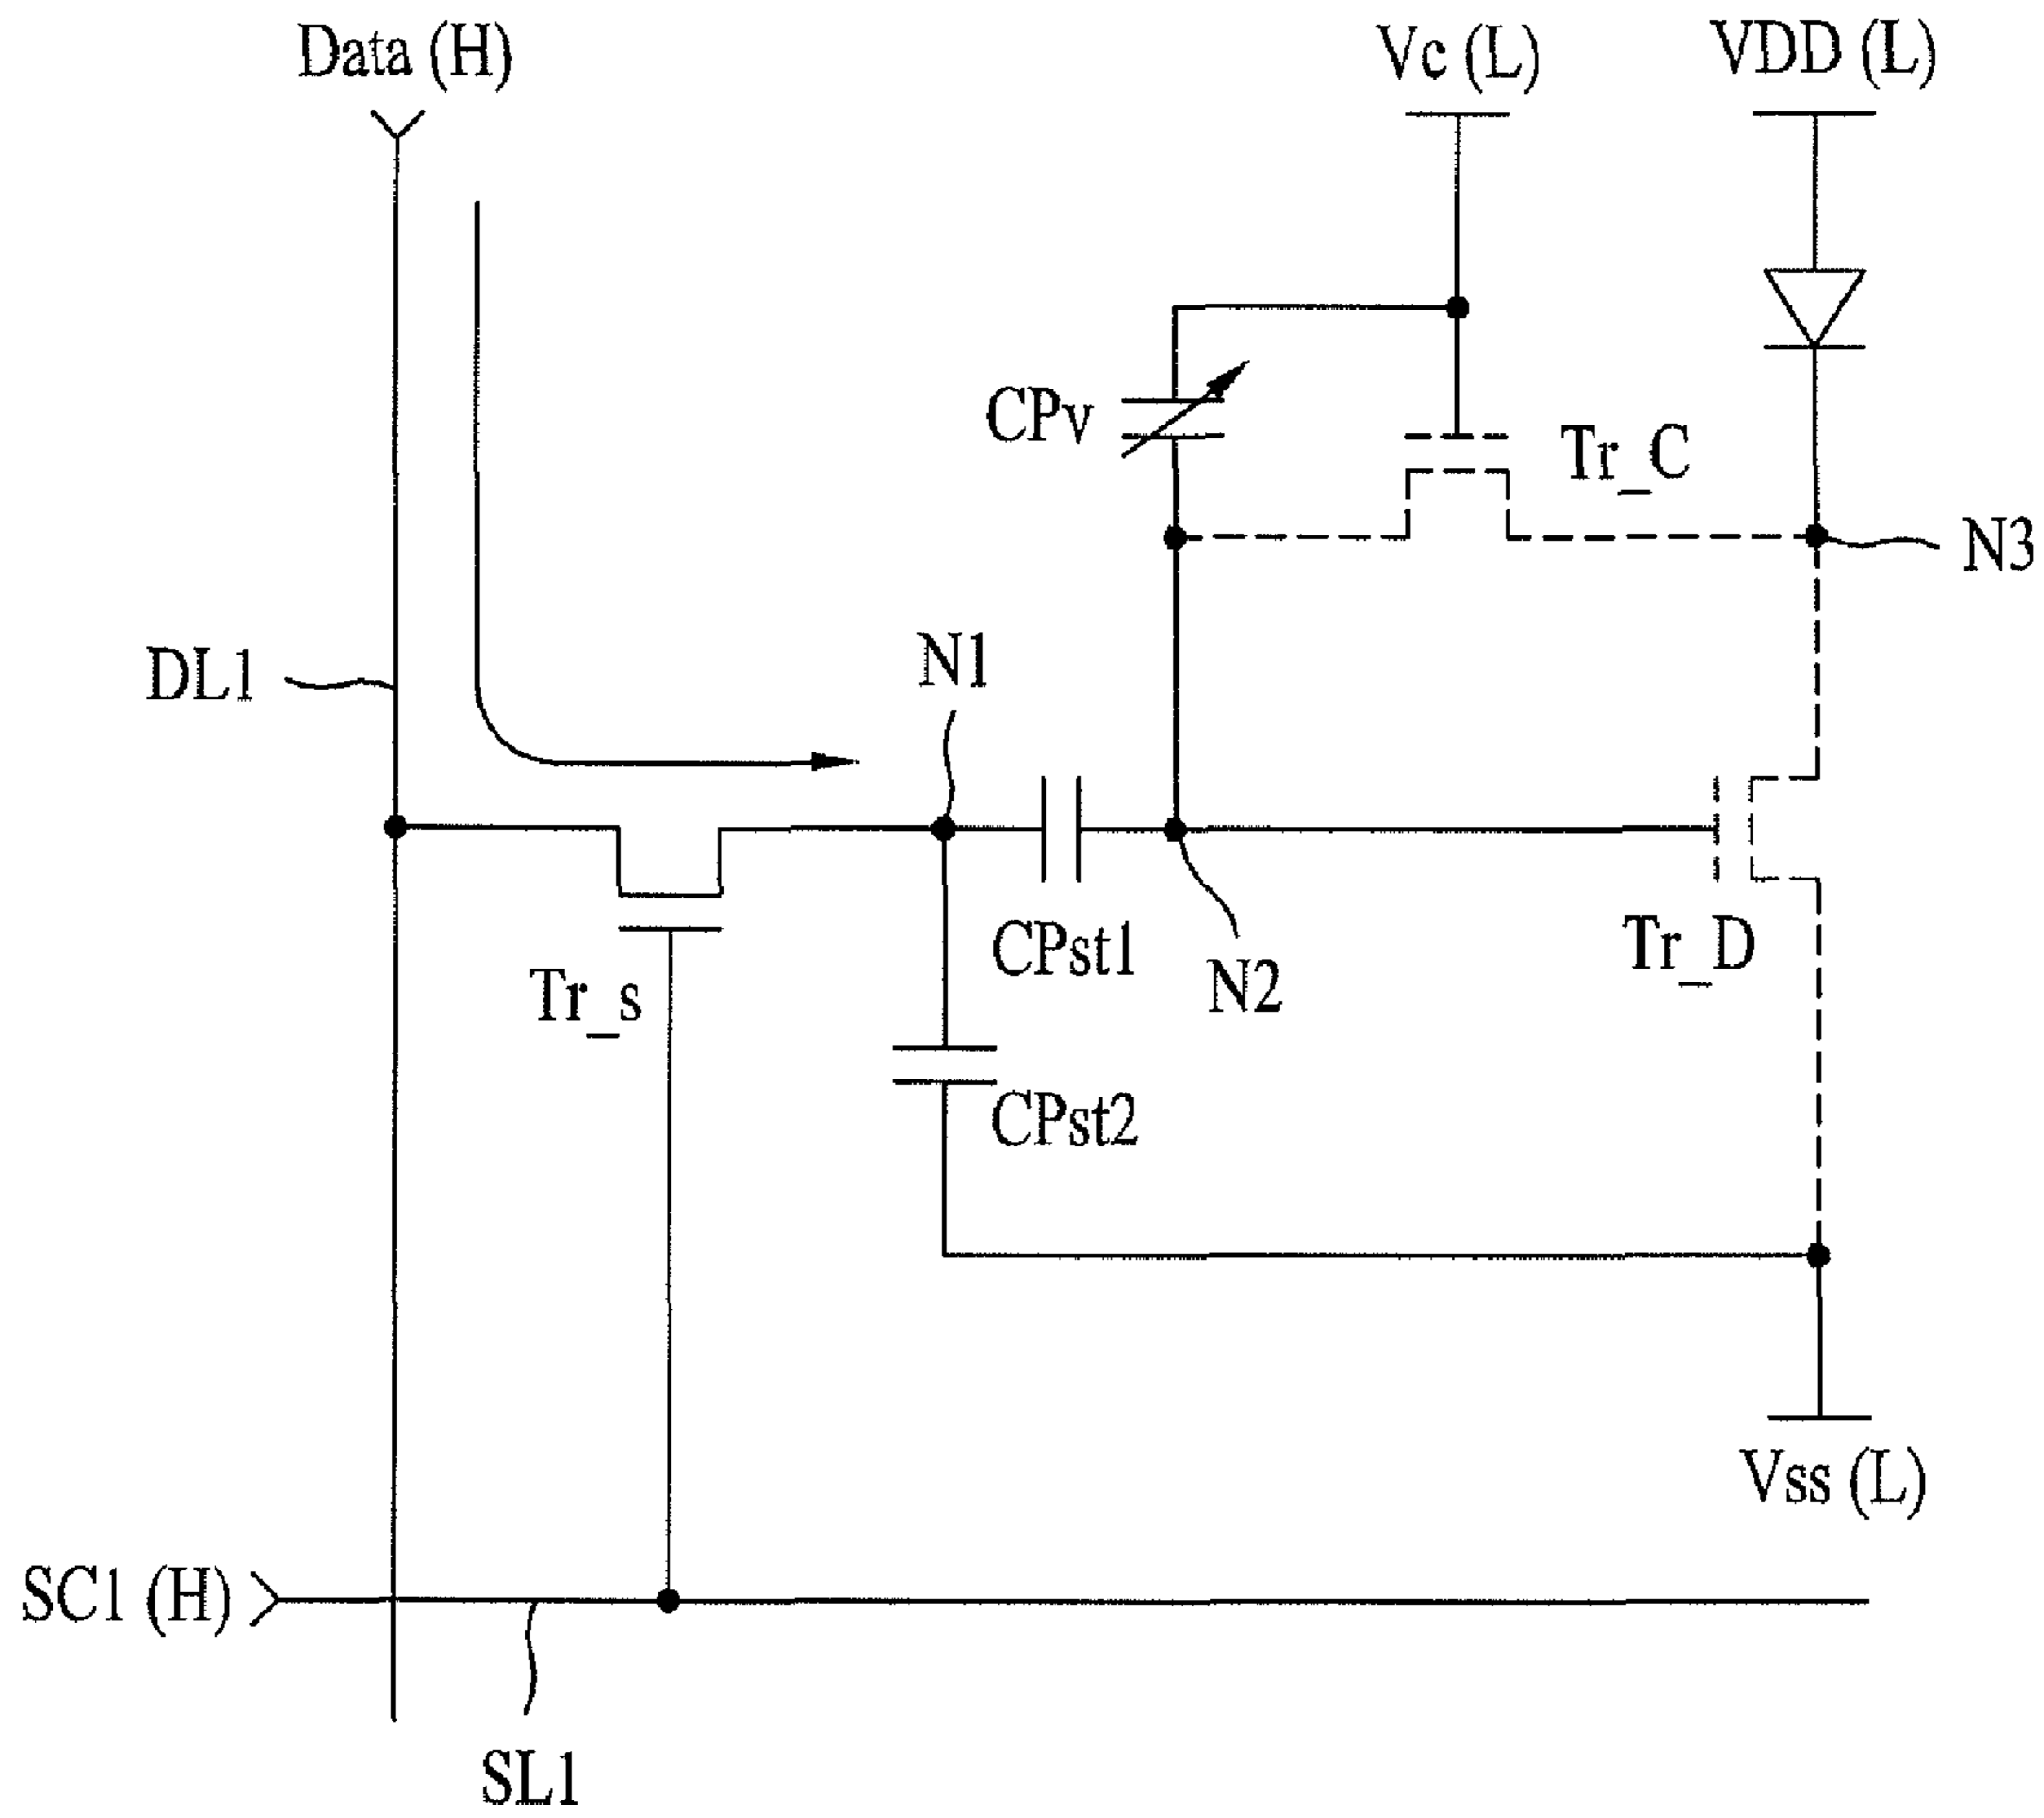 Data (H)
Vc (L)
VDD (L)
CPv
Tr_C
N3
DL1
N1
CPst1
N2
Tr_D
Tr_s
CPst2
Vss (L)
SC1 (H)
SL1